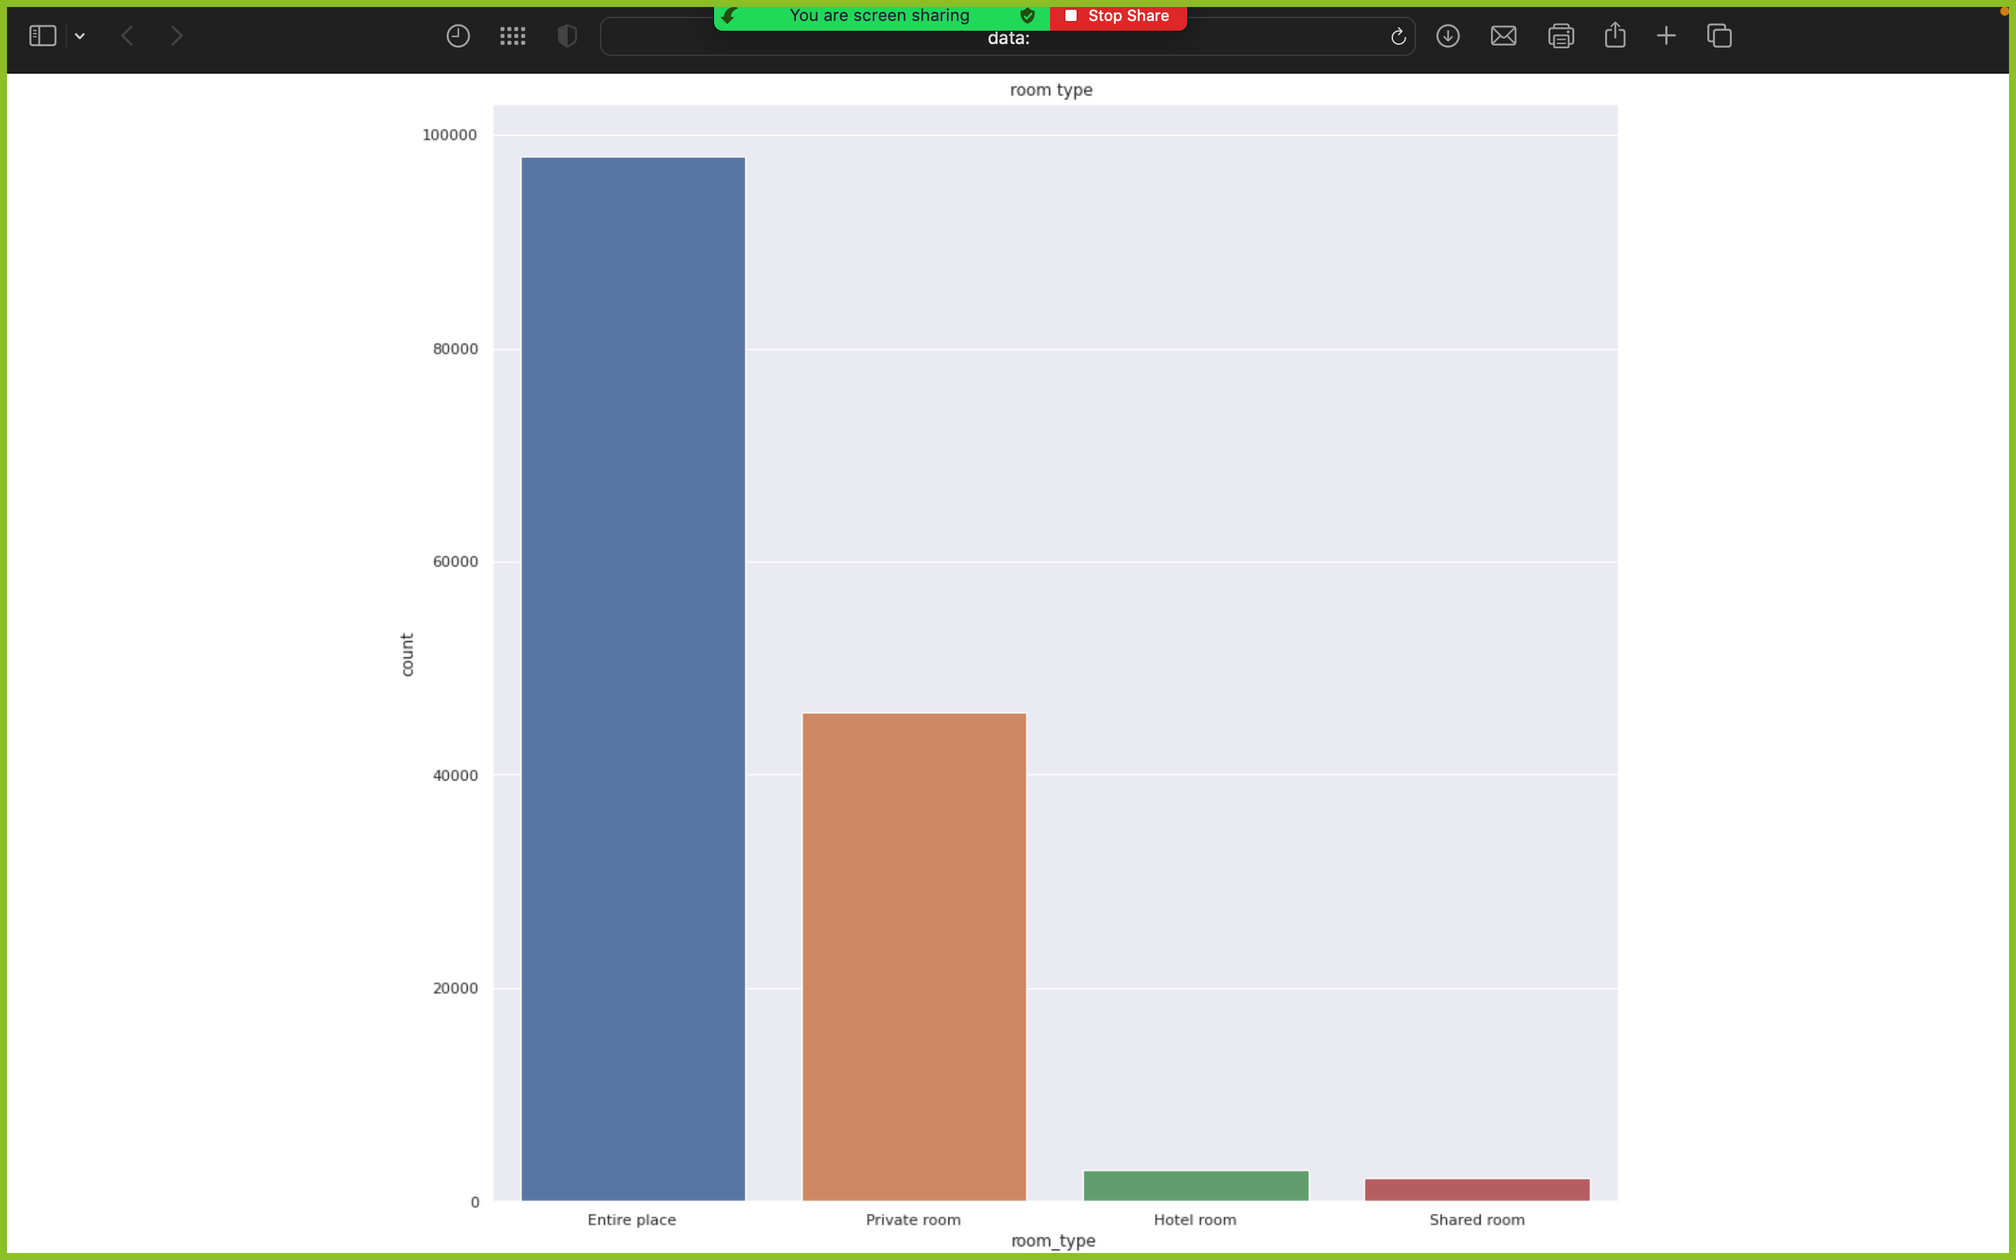 You are screen sharing
Stop Share
data:
room type
100000
80000
60000
40000
20000
0
count
Entire place
Private room
Hotel room
Shared room
room_type